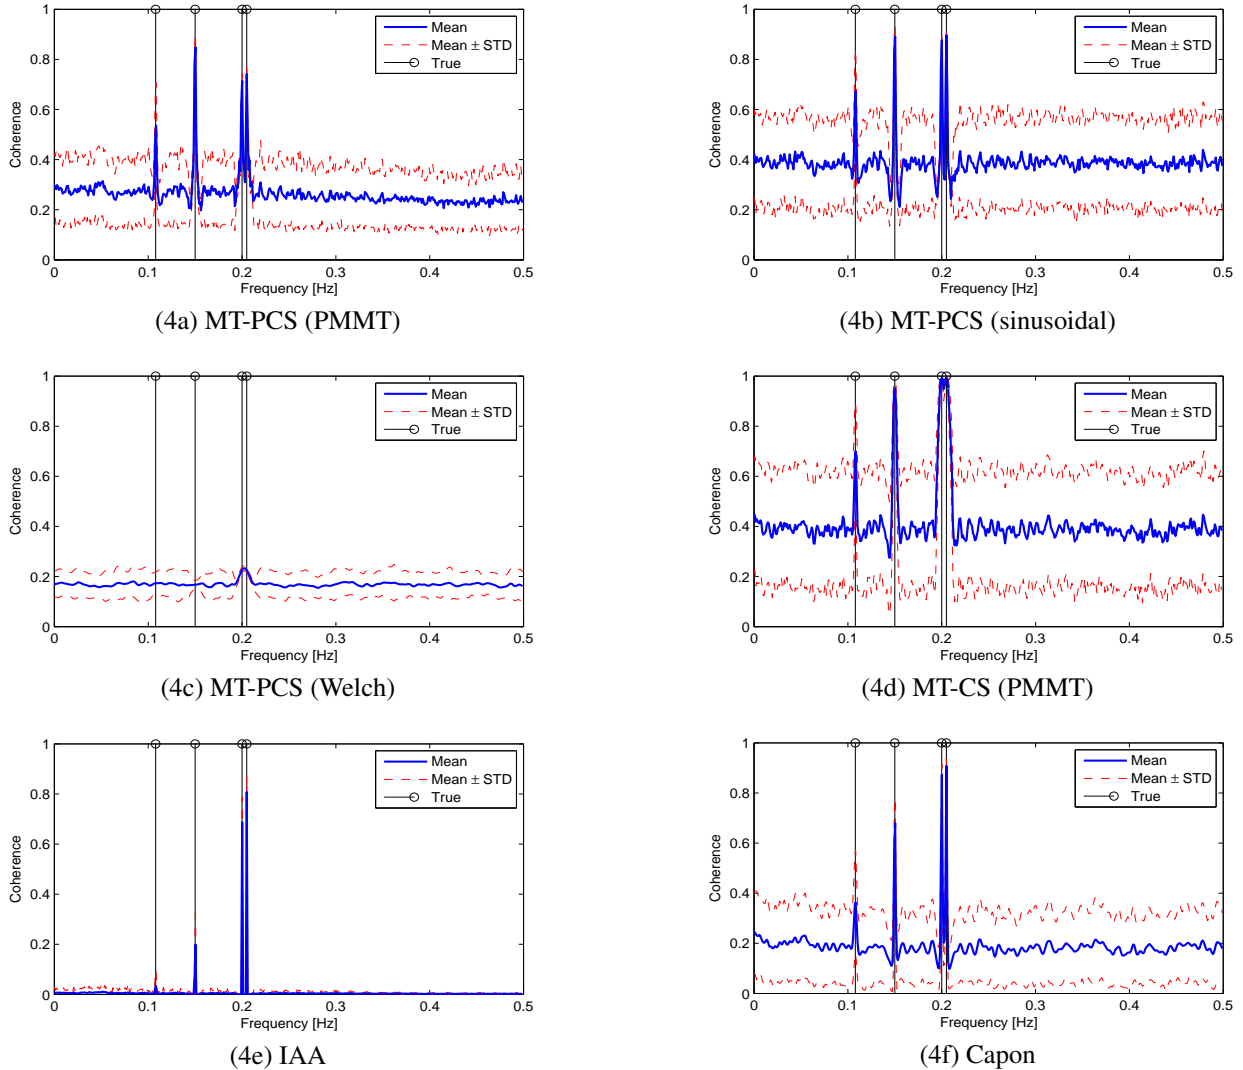 1
0.8
0.6
0.4
0.2
0
Coherence
0 0.1 0.2 0.3 0.4 0.5
Frequency [Hz]
Mean
Mean ± STD
True
(4a) MT-PCS (PMMT)
1
0.8
0.6
0.4
0.2
0
Coherence
0 0.1 0.2 0.3 0.4 0.5
Frequency [Hz]
Mean
Mean ± STD
True
(4b) MT-PCS (sinusoidal)
1
0.8
0.6
0.4
0.2
0
Coherence
0 0.1 0.2 0.3 0.4 0.5
Frequency [Hz]
Mean
Mean ± STD
True
(4c) MT-PCS (Welch)
1
0.8
0.6
0.4
0.2
0
Coherence
0 0.1 0.2 0.3 0.4 0.5
Frequency [Hz]
Mean
Mean ± STD
True
(4d) MT-CS (PMMT)
1
0.8
0.6
0.4
0.2
0
Coherence
0 0.1 0.2 0.3 0.4 0.5
Frequency [Hz]
Mean
Mean ± STD
True
(4e) IAA
1
0.8
0.6
0.4
0.2
0
Coherence
0 0.1 0.2 0.3 0.4 0.5
Frequency [Hz]
Mean
Mean ± STD
True
(4f) Capon